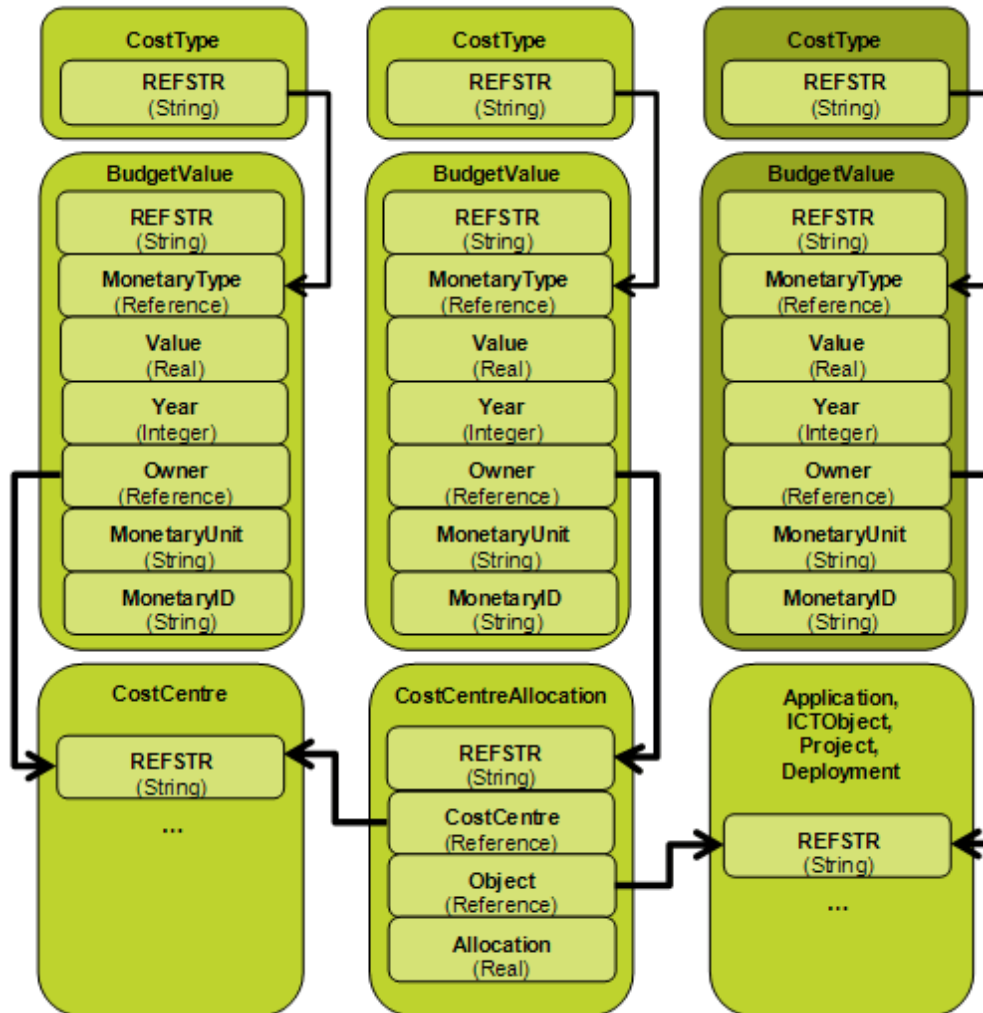 CostType
REFSTR
(String)
BudgetValue
REFSTR
(String)
MonetaryType
(Reference)
Value
(Real)
Year
(Integer)
Owner
(Reference)
MonetaryUnit
(String)
MonetaryID
(String)
CostCentre
REFSTR
(String)
...
CostType
REFSTR
(String)
BudgetValue
REFSTR
(String)
MonetaryType
(Reference)
Value
(Real)
Year
(Integer)
Owner
(Reference)
MonetaryUnit
(String)
MonetaryID
(String)
CostCentreAllocation
REFSTR
(String)
CostCentre
(Reference)
Object
(Reference)
Allocation
(Real)
CostType
REFSTR
(String)
BudgetValue
REFSTR
(String)
MonetaryType
(Reference)
Value
(Real)
Year
(Integer)
Owner
(Reference)
MonetaryUnit
(String)
MonetaryID
(String)
Application,
ICTObject,
Project,
Deployment
REFSTR
(String)
...